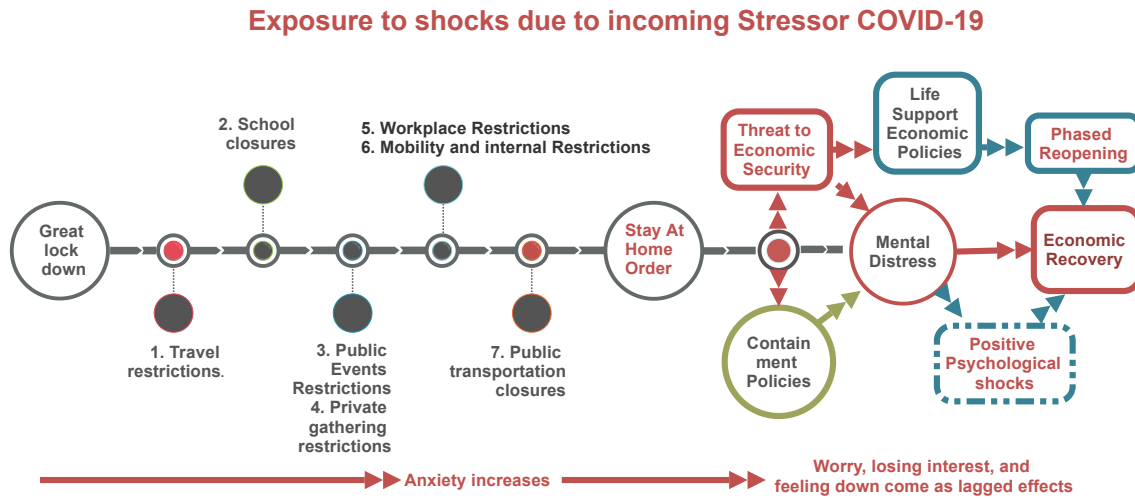 Exposure to shocks due to incoming Stressor COVID-19
Great
lock
down
1. Travel
restrictions.
2. School
closures
3. Public
Events
Restrictions
4. Private
gathering
restrictions
5. Workplace Restrictions
6. Mobility and internal Restrictions
7. Public
transportation
closures
Stay At
Home
Order
Threat to
Economic
Security
Contain
ment
Policies
Life
Support
Economic
Policies
Mental
Distress
Phased
Reopening
Economic
Recovery
Positive
Psychological
shocks
Anxiety increases
Worry, losing interest, and
feeling down come as lagged effects